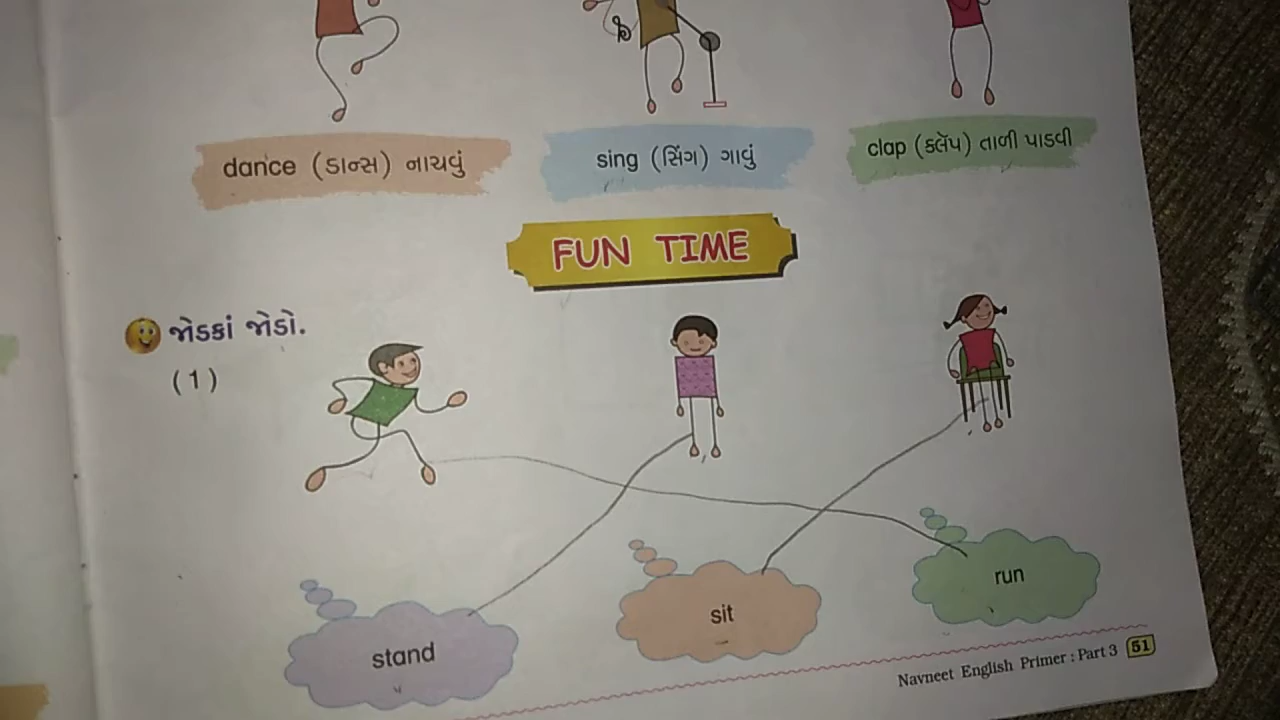 dance (ડાન્સ) નાચવું
sing (સિંગ) ગાવું
clap (ક્લૅપ) તાળી પાડવી
FUN TIME
જોડકાં જોડો.
(1)
stand
sit
run
Navneet English Primer : Part 3 51